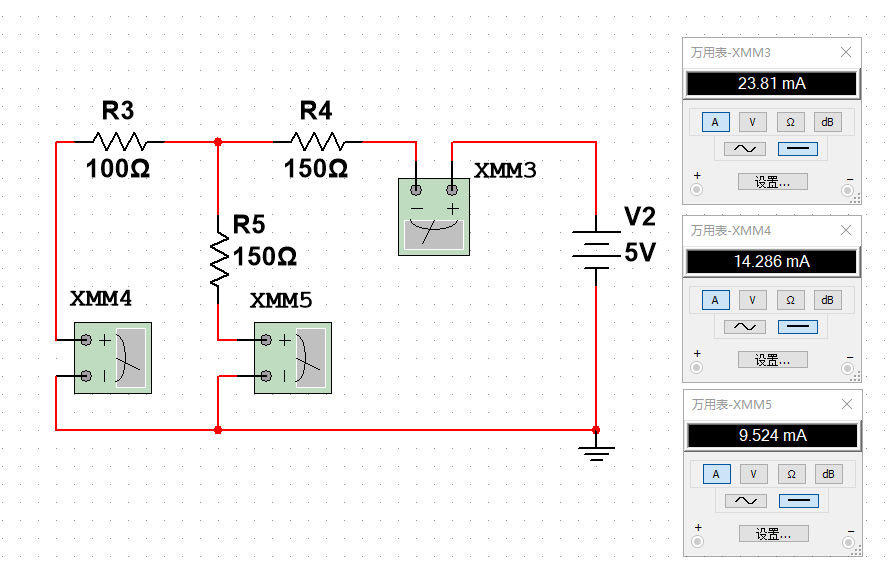 R3
100Ω
R4
150Ω
XMM3
− +
R5
150Ω
V2
5V
XMM4
+
−
XMM5
+
−
万用表-XMM3
23.81 mA
A V Ω dB
+ 设置... −
万用表-XMM4
14.286 mA
A V Ω dB
+ 设置... −
万用表-XMM5
9.524 mA
A V Ω dB
+ 设置... −